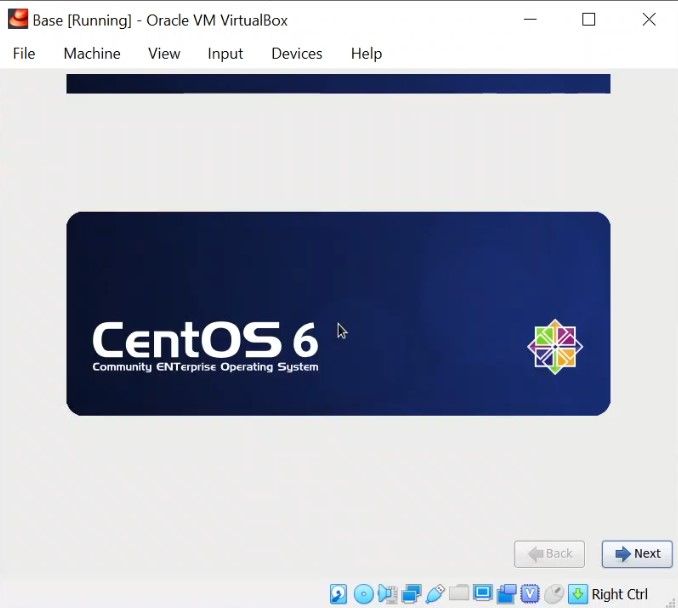 Base [Running] - Oracle VM VirtualBox
File Machine View Input Devices Help
CentOS 6
Community ENTerprise Operating System
Back Next
Right Ctrl